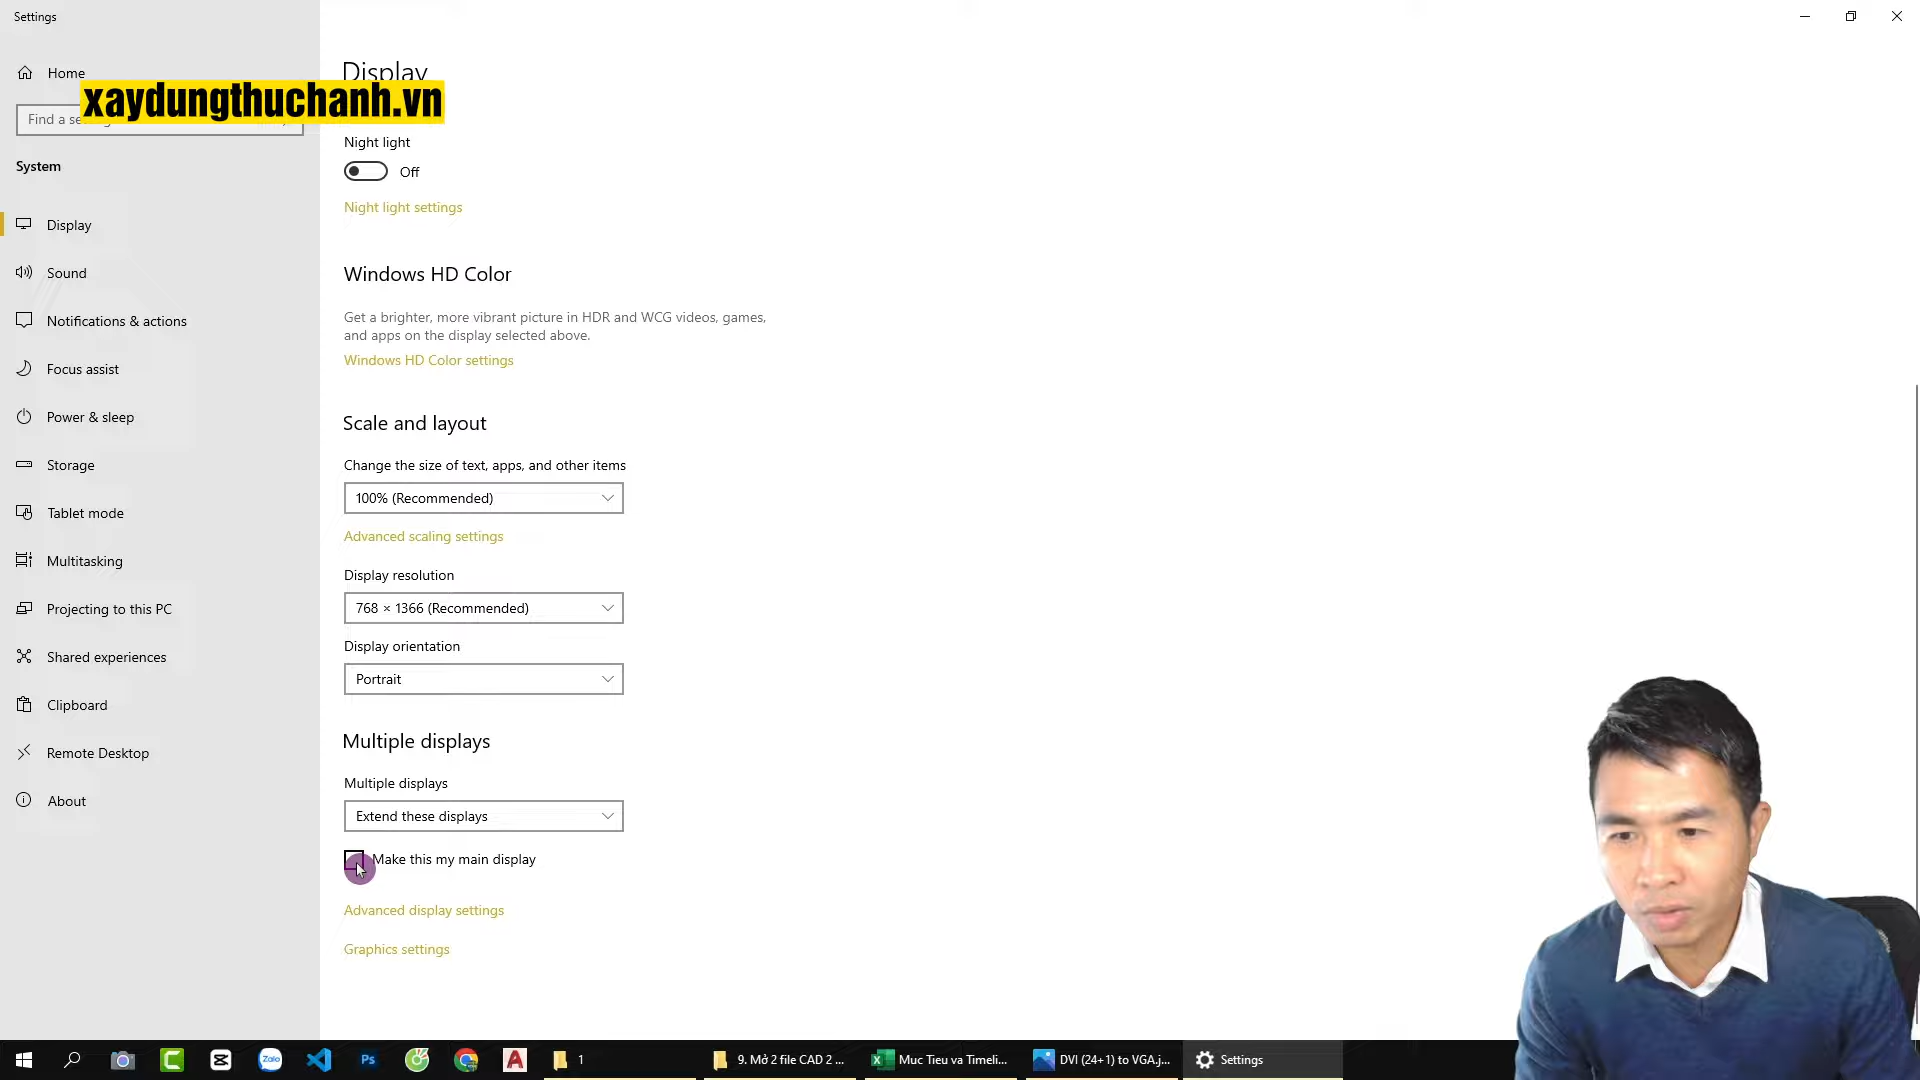 Settings
Home
xaydungthuchanh.vn
Display
System
Night light
Off
Night light settings
Display
Sound
Notifications & actions
Focus assist
Power & sleep
Storage
Tablet mode
Multitasking
Projecting to this PC
Shared experiences
Clipboard
Remote Desktop
About
Windows HD Color
Get a brighter, more vibrant picture in HDR and WCG videos, games,
and apps on the display selected above.
Windows HD Color settings
Scale and layout
Change the size of text, apps, and other items
100% (Recommended)
Advanced scaling settings
Display resolution
768 × 1366 (Recommended)
Display orientation
Portrait
Multiple displays
Multiple displays
Extend these displays
Make this my main display
Advanced display settings
Graphics settings
Zalo
Ps
1
9. Mở 2 file CAD 2 ...
Muc Tieu va Timeli...
DVI (24+1) to VGA.j...
Settings